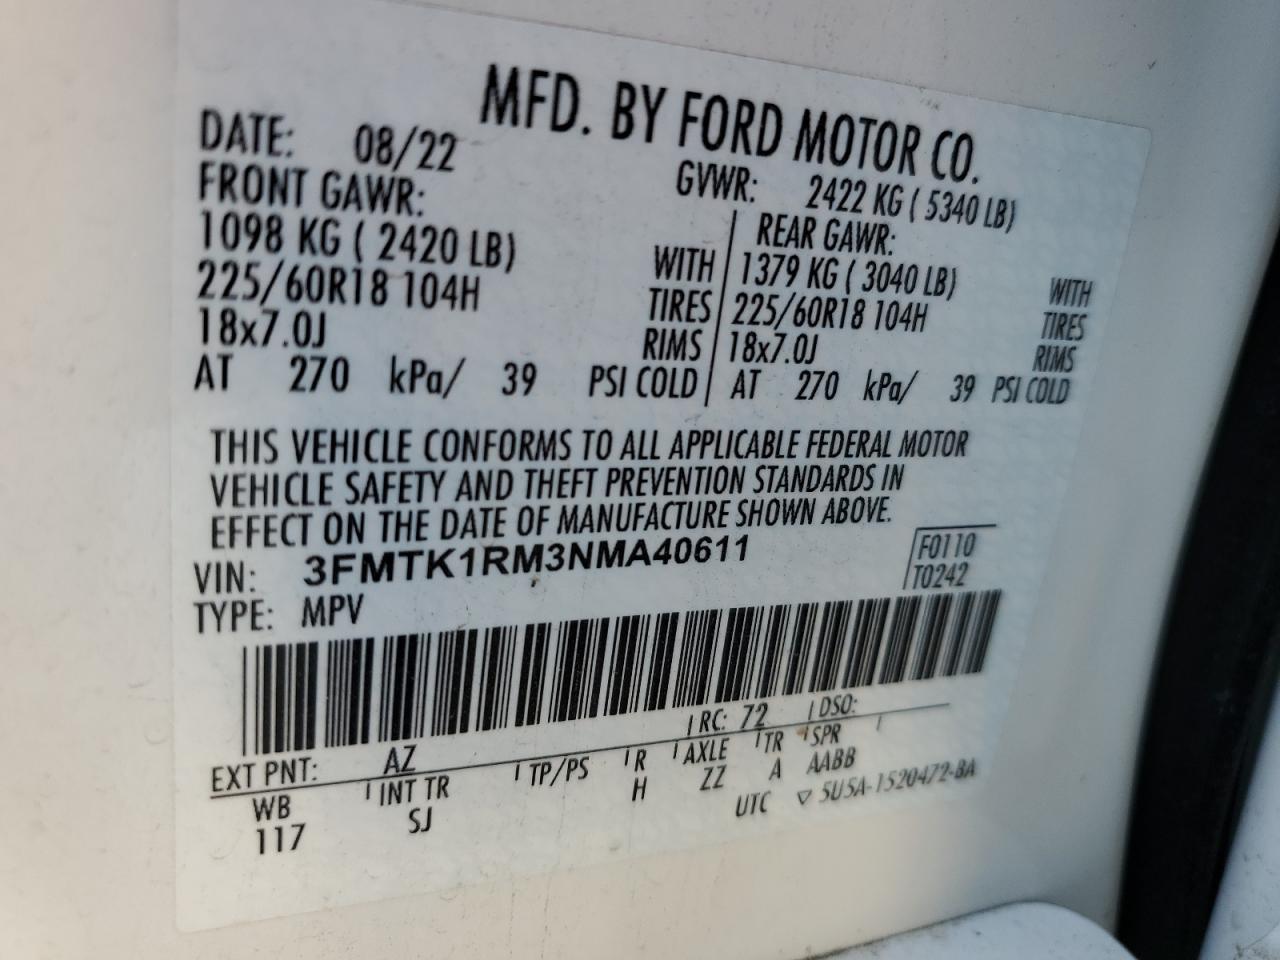 MFD. BY FORD MOTOR CO.
DATE: 08/22 GVWR: 2422 KG ( 5340 LB)
FRONT GAWR: REAR GAWR:
1098 KG ( 2420 LB) WITH 1379 KG ( 3040 LB) WITH
225/60R18 104H TIRES 225/60R18 104H TIRES
18x7.0J RIMS 18x7.0J RIMS
AT 270 kPa/ 39 PSI COLD AT 270 kPa/ 39 PSI COLD
THIS VEHICLE CONFORMS TO ALL APPLICABLE FEDERAL MOTOR
VEHICLE SAFETY AND THEFT PREVENTION STANDARDS IN
EFFECT ON THE DATE OF MANUFACTURE SHOWN ABOVE.
VIN: 3FMTK1RM3NMA40611 F0110
TYPE: MPV T0242
EXT PNT: AZ RC: 72 DSO:
WB INT TR TP/PS R AXLE TR SPR
117 SJ H ZZ A AABB
UTC ▽ 5U5A-1520472-BA